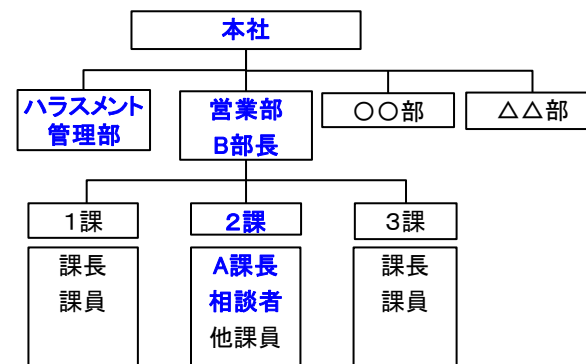 本社
ハラスメント
管理部
営業部
B部長
○○部
△△部
1課
2課
3課
課長
課員
A課長
相談者
他課員
課長
課員